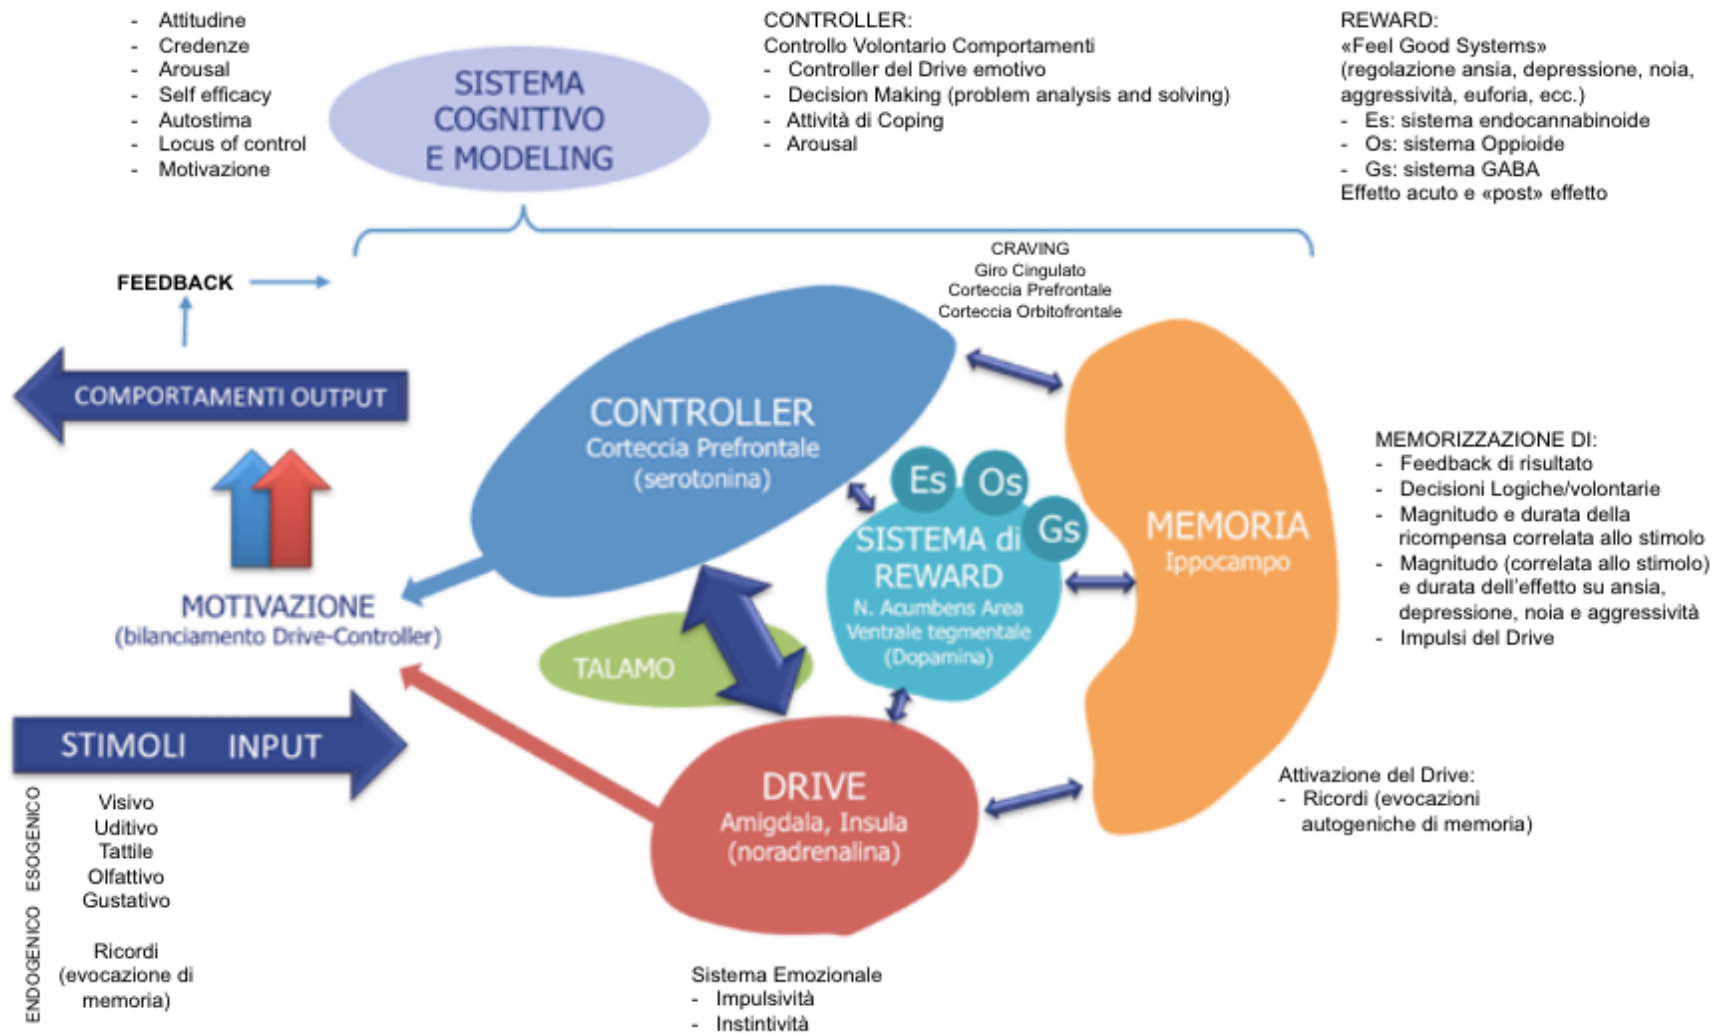 - Attitudine
- Credenze
- Arousal
- Self efficacy
- Autostima
- Locus of control
- Motivazione
SISTEMA
COGNITIVO
E MODELING
CONTROLLER:
Controllo Volontario Comportamenti
- Controller del Drive emotivo
- Decision Making (problem analysis and solving)
- Attività di Coping
- Arousal
REWARD:
«Feel Good Systems»
(regolazione ansia, depressione, noia,
aggressività, euforia, ecc.)
- Es: sistema endocannabinoide
- Os: sistema Oppioide
- Gs: sistema GABA
Effetto acuto e «post» effetto
FEEDBACK
CRAVING
Giro Cingulato
Corteccia Prefrontale
Corteccia Orbitofrontale
COMPORTAMENTI OUTPUT
CONTROLLER
Corteccia Prefrontale
(serotonina)
Es
Os
Gs
SISTEMA di
REWARD
N. Acumbens Area
Ventrale tegmentale
(Dopamina)
MEMORIA
Ippocampo
MEMORIZZAZIONE DI:
- Feedback di risultato
- Decisioni Logiche/volontarie
- Magnitudo e durata della
ricompensa correlata allo stimolo
- Magnitudo (correlata allo stimolo)
e durata dell'effetto su ansia,
depressione, noia e aggressività
- Impulsi del Drive
MOTIVAZIONE
(bilanciamento Drive-Controller)
TALAMO
STIMOLI INPUT
DRIVE
Amigdala, Insula
(noradrenalina)
Attivazione del Drive:
- Ricordi (evocazioni
autogeniche di memoria)
ESOGENICO
Visivo
Uditivo
Tattile
Olfattivo
Gustativo
ENDOGENICO
Ricordi
(evocazione di
memoria)
Sistema Emozionale
- Impulsività
- Instintività